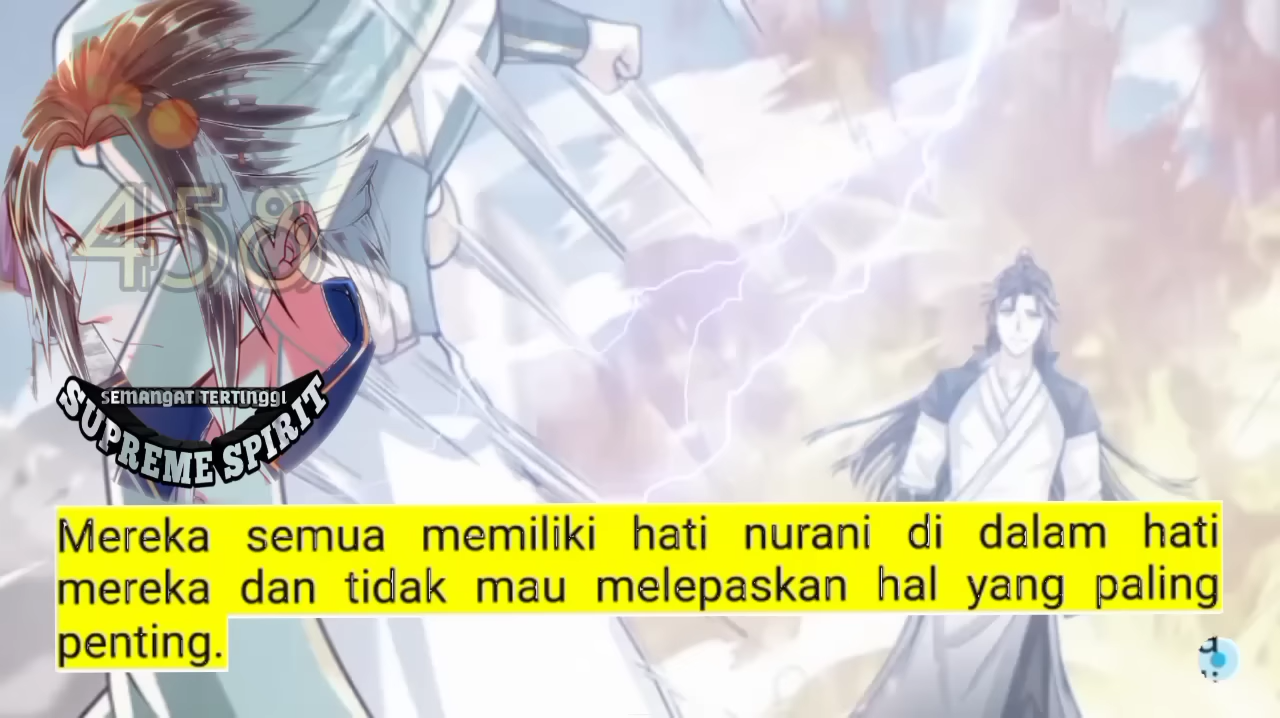 458
SEMANGAT TERTINGGI
SUPREME SPIRIT
Mereka semua memiliki hati nurani di dalam hati
mereka dan tidak mau melepaskan hal yang paling
penting.